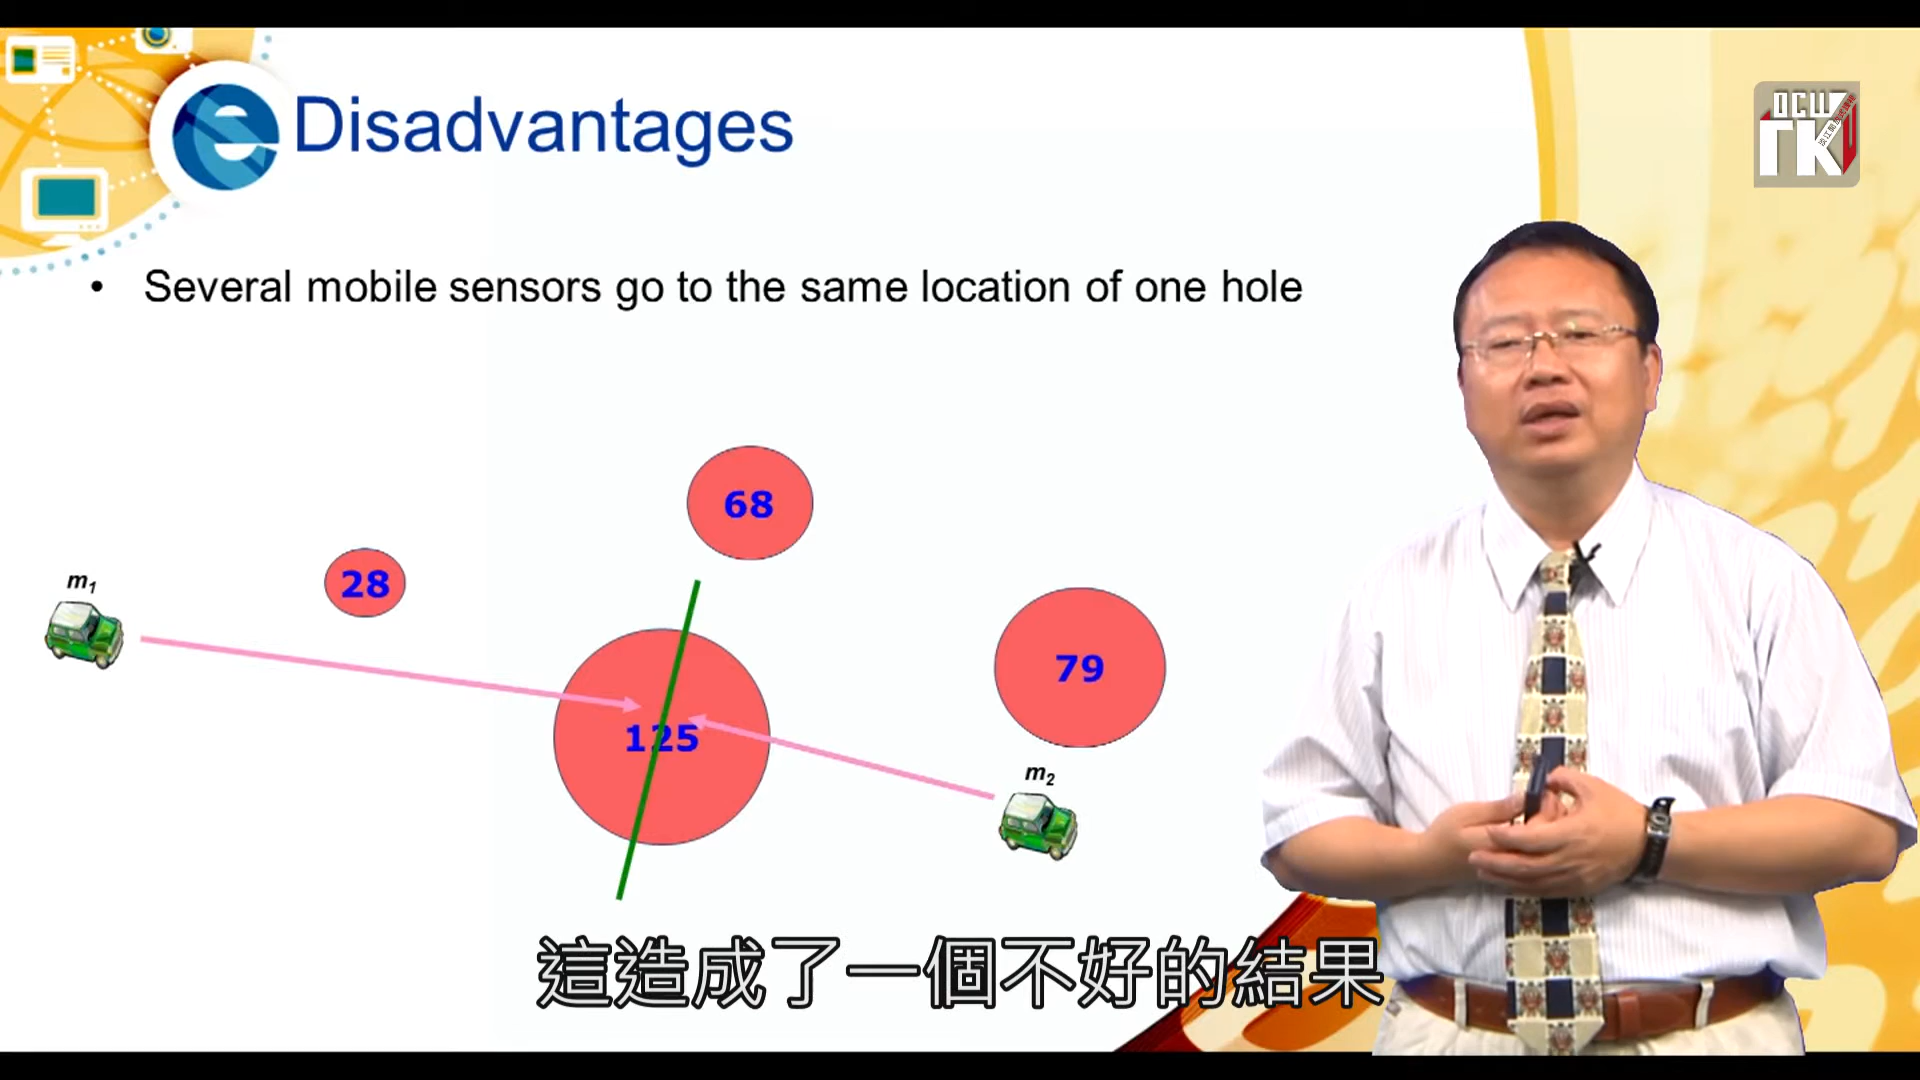 Disadvantages
OCW
TKU
• Several mobile sensors go to the same location of one hole
68
28
m1
79
125
m2
這造成了一個不好的結果